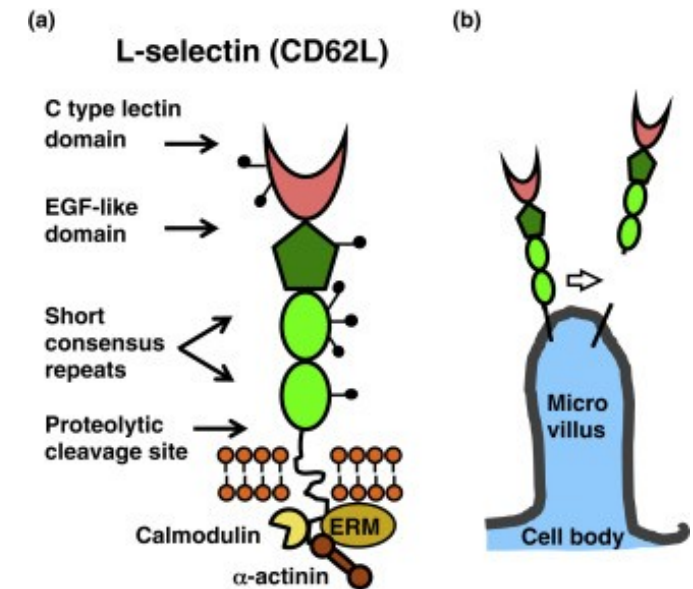 (a)
L-selectin (CD62L)
C type lectin
domain
EGF-like
domain
Short
consensus
repeats
Proteolytic
cleavage site
Calmodulin
ERM
α-actinin
(b)
Micro
villus
Cell body